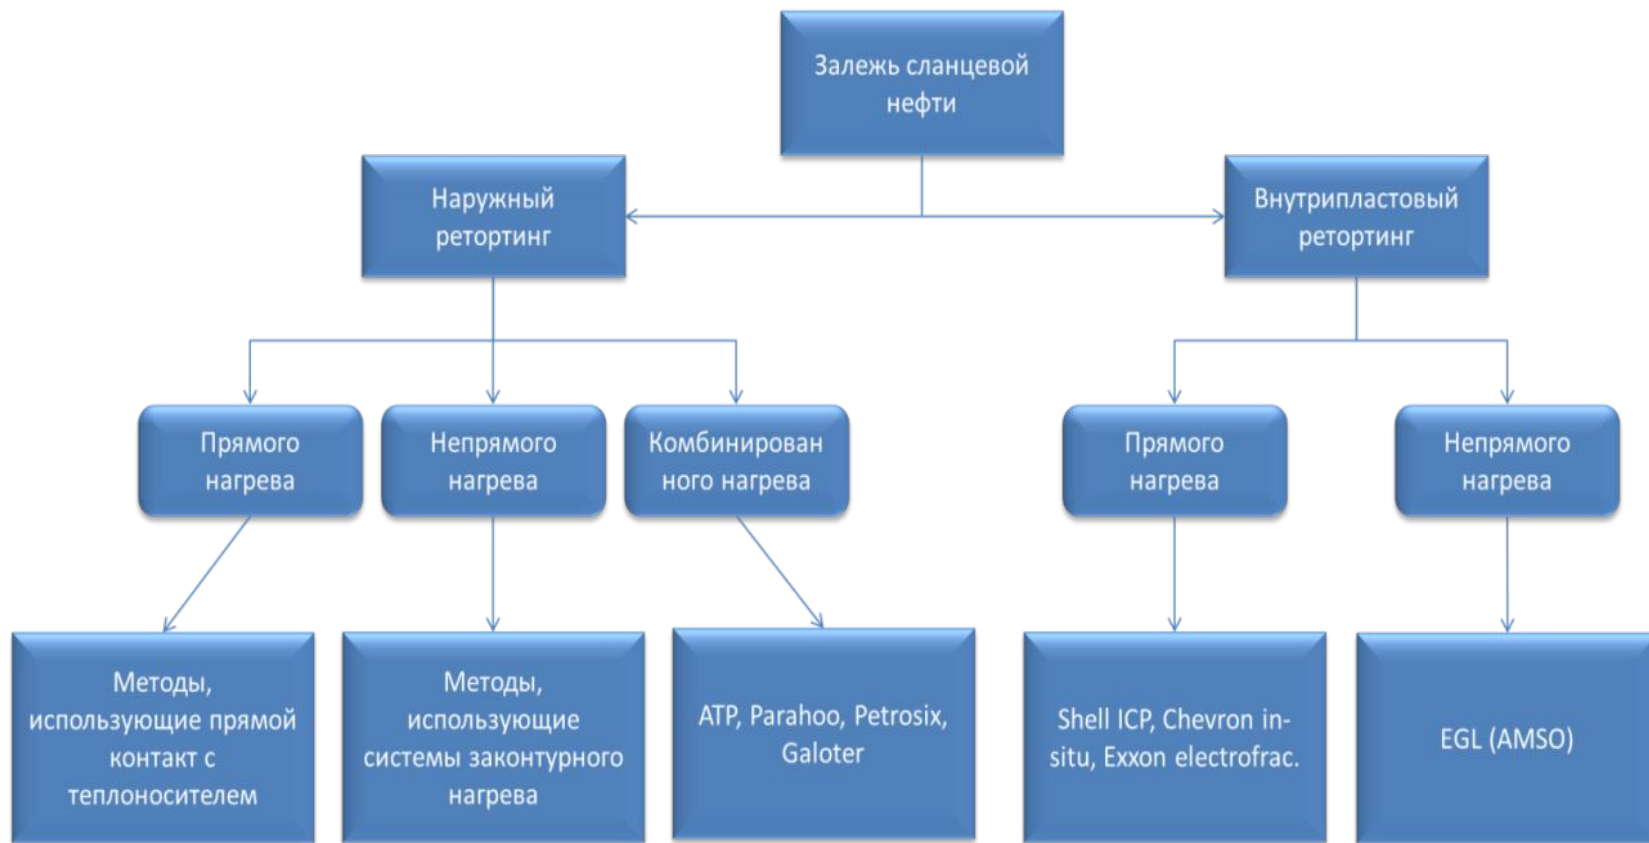 Залежь сланцевой
нефти
Наружный
ретортинг
Внутрипластовый
ретортинг
Прямого
нагрева
Непрямого
нагрева
Комбинирован
ного нагрева
Прямого
нагрева
Непрямого
нагрева
Методы,
использующие прямой
контакт с
теплоносителем
Методы,
использующие
системы законтурного
нагрева
ATP, Parahoo, Petrosix,
Galoter
Shell ICP, Chevron in-
situ, Exxon electrofrac.
EGL (AMSO)